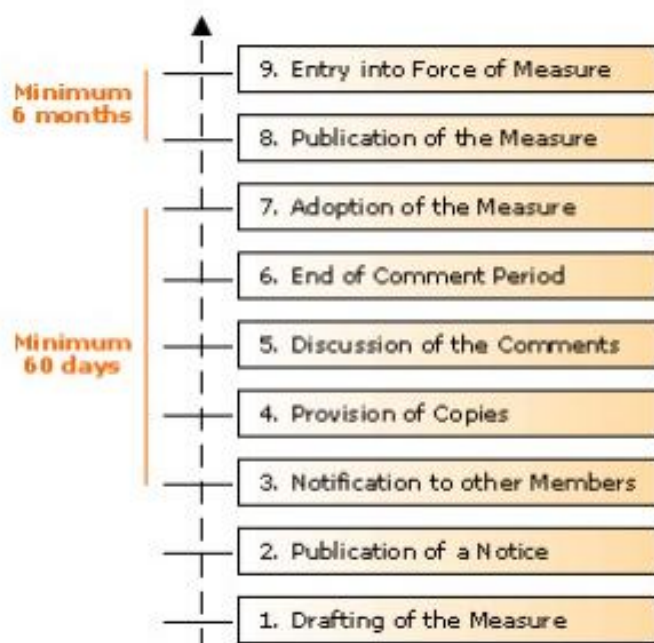 9. Entry into Force of Measure
Minimum
6 months
8. Publication of the Measure
7. Adoption of the Measure
6. End of Comment Period
Minimum
60 days
5. Discussion of the Comments
4. Provision of Copies
3. Notification to other Members
2. Publication of a Notice
1. Drafting of the Measure